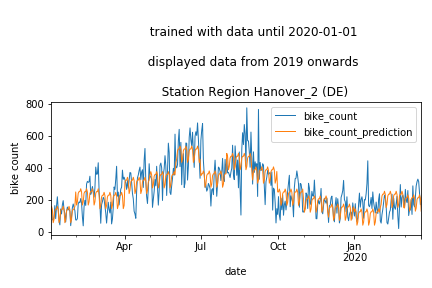 trained with data until 2020-01-01
displayed data from 2019 onwards
Station Region Hanover_2 (DE)
800
600
400
200
0
bike count
bike_count
bike_count_prediction
Apr
Jul
Oct
Jan
2020
date